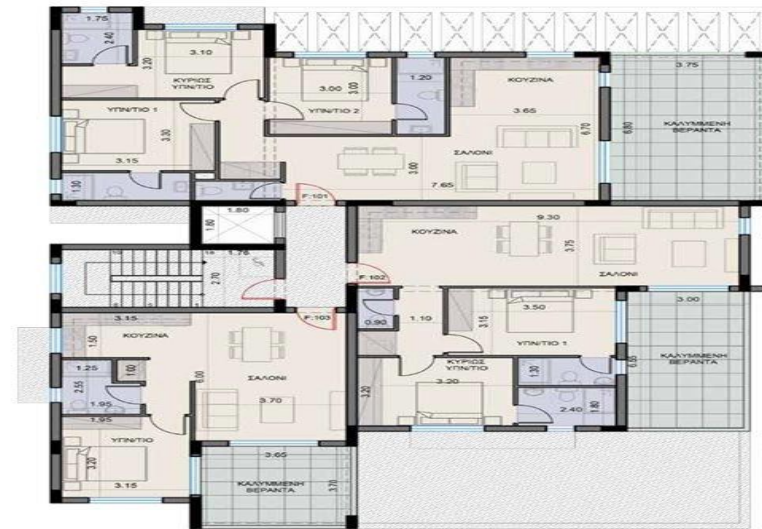 1.75
2.40
3.20
3.10
ΚΥΡΙΩΣ
ΥΠΝ/ΤΙΟ
3.00
3.00
ΥΠΝ/ΤΙΟ 2
1.20
ΚΟΥΖΙΝΑ
3.65
6.70
ΣΑΛΟΝΙ
3.00
7.65
3.75
6.80
ΚΑΛΥΜΜΕΝΗ
ΒΕΡΑΝΤΑ
ΥΠΝ/ΤΙΟ 1
3.30
3.15
1.30
F:101
1.80
1.80
1.75
2.70
9.30
ΚΟΥΖΙΝΑ
3.75
ΣΑΛΟΝΙ
F:102
0.90
1.10
3.15
3.50
ΥΠΝ/ΤΙΟ 1
3.00
6.55
ΚΑΛΥΜΜΕΝΗ
ΒΕΡΑΝΤΑ
ΚΥΡΙΩΣ
ΥΠΝ/ΤΙΟ
3.20
3.20
1.30
2.40
1.80
F:103
3.15
1.50
ΚΟΥΖΙΝΑ
1.25
2.55
1.60
1.95
6.00
ΣΑΛΟΝΙ
3.70
1.95
ΥΠΝ/ΤΙΟ
3.20
3.15
3.65
ΚΑΛΥΜΜΕΝΗ
ΒΕΡΑΝΤΑ
3.70